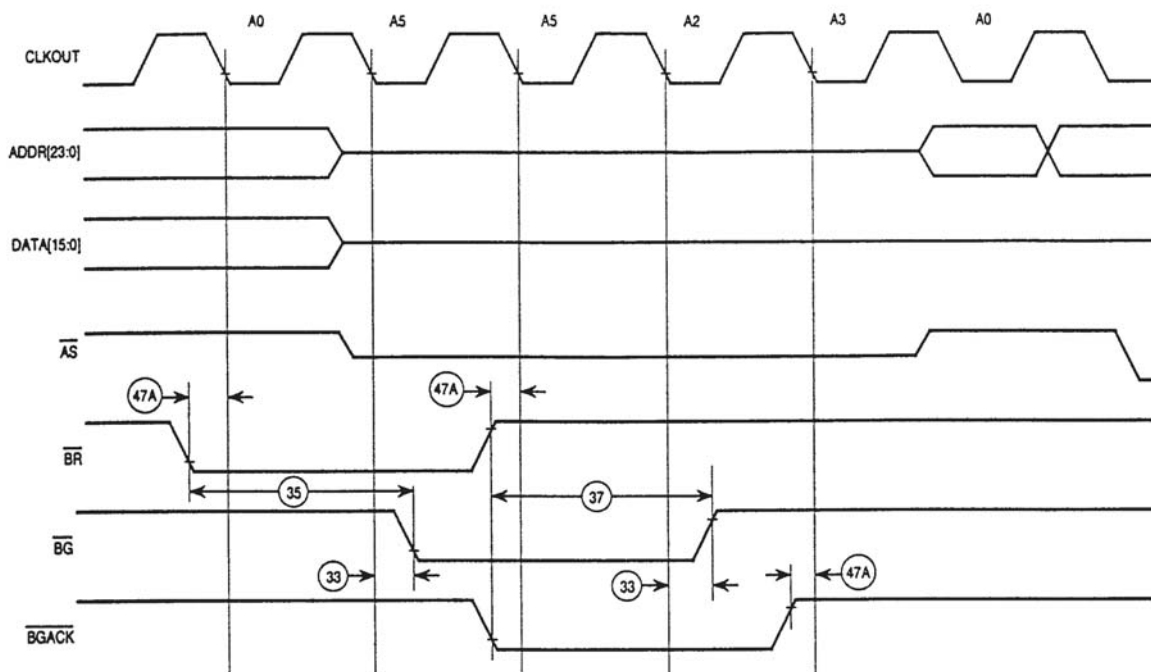 A0 A5 A5 A2 A3 A0
CLKOUT
ADDR[23:0]
DATA[15:0]
AS
47A 47A
BR
35 37
BG
33 33 47A
BGACK